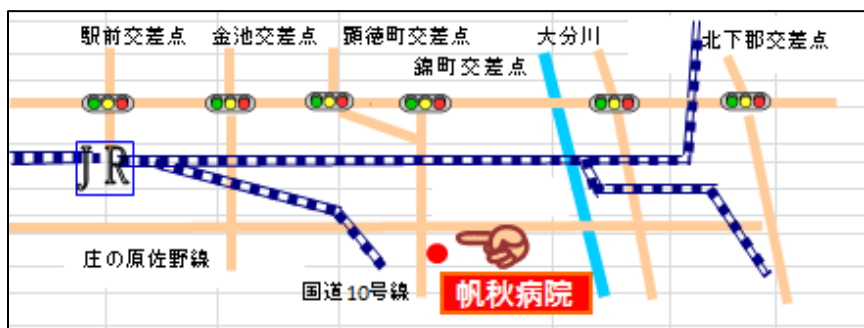 駅前交差点
金池交差点
顕徳町交差点
大分川
北下郡交差点
錦町交差点
JR
庄の原佐野線
国道10号線
帆秋病院